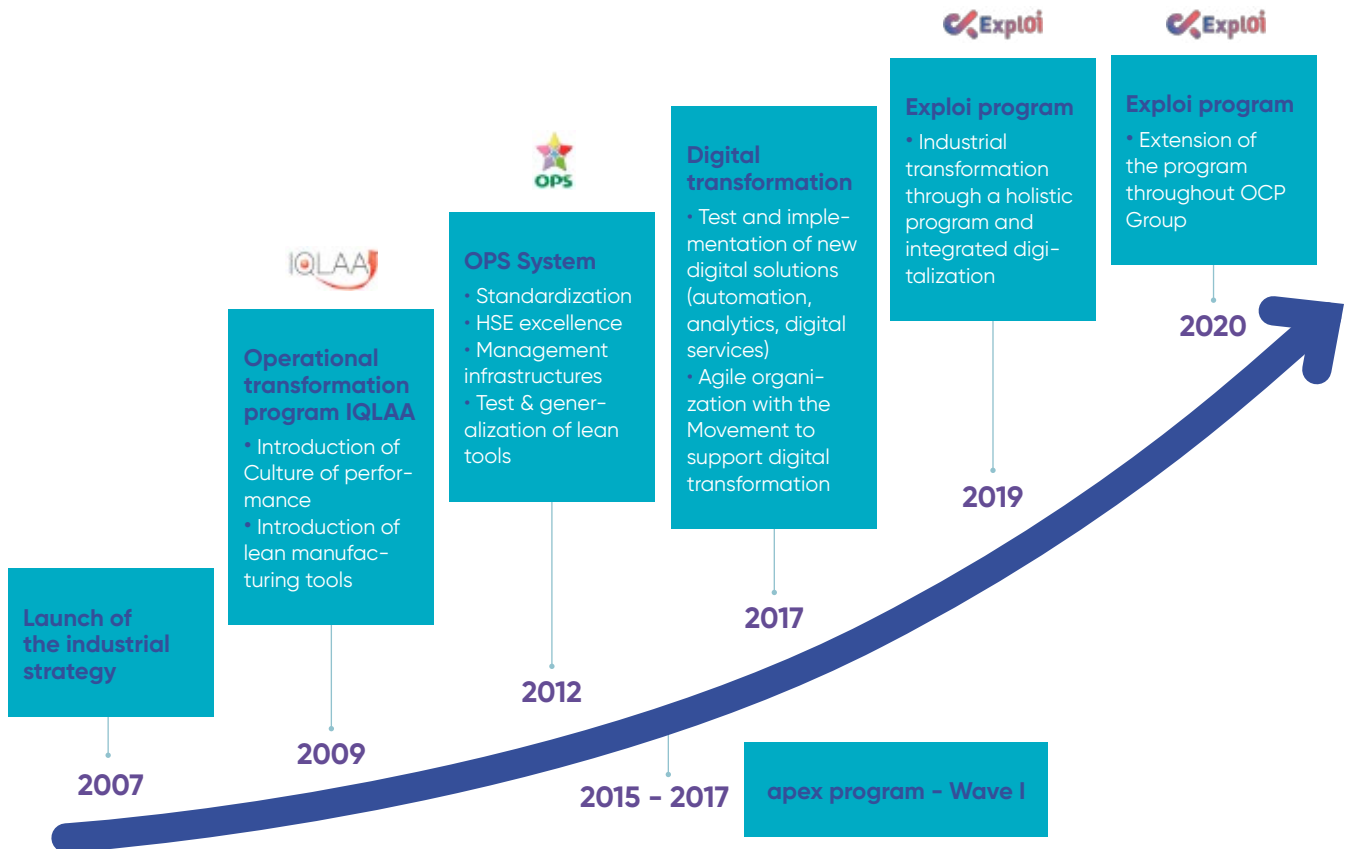 Launch of
the industrial
strategy
2007
IQLAA
Operational
transformation
program IQLAA
• Introduction of
Culture of perfor-
mance
• Introduction of
lean manufac-
turing tools
2009
OPS
OPS System
• Standardization
• HSE excellence
• Management
infrastructures
• Test & gener-
alization of lean
tools
2012
2015 - 2017
apex program - Wave I
Digital
transformation
• Test and imple-
mentation of new
digital solutions
(automation,
analytics, digital
services)
• Agile organi-
zation with the
Movement to
support digital
transformation
2017
Exploi
Exploi program
• Industrial
transformation
through a holistic
program and
integrated digi-
talization
2019
Exploi
Exploi program
• Extension of
the program
throughout OCP
Group
2020